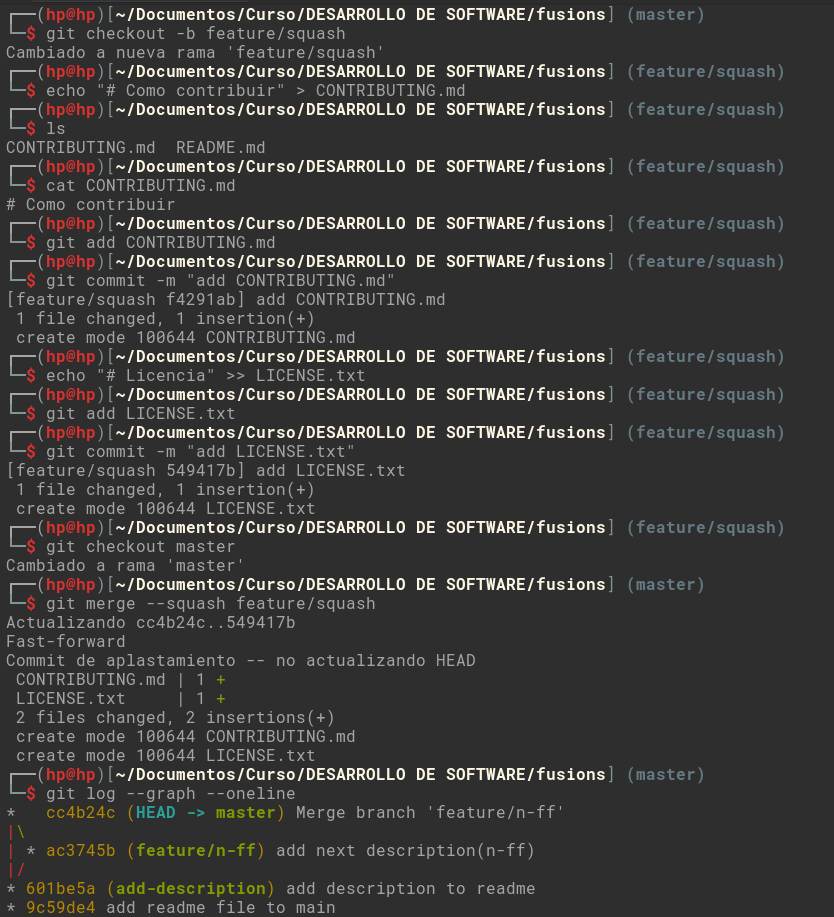 ┌──(hp@hp)[~/Documentos/Curso/DESARROLLO DE SOFTWARE/fusions] (master)
└─$ git checkout -b feature/squash
Cambiado a nueva rama 'feature/squash'
┌──(hp@hp)[~/Documentos/Curso/DESARROLLO DE SOFTWARE/fusions] (feature/squash)
└─$ echo "# Como contribuir" > CONTRIBUTING.md
┌──(hp@hp)[~/Documentos/Curso/DESARROLLO DE SOFTWARE/fusions] (feature/squash)
└─$ ls
CONTRIBUTING.md  README.md
┌──(hp@hp)[~/Documentos/Curso/DESARROLLO DE SOFTWARE/fusions] (feature/squash)
└─$ cat CONTRIBUTING.md
# Como contribuir
┌──(hp@hp)[~/Documentos/Curso/DESARROLLO DE SOFTWARE/fusions] (feature/squash)
└─$ git add CONTRIBUTING.md
┌──(hp@hp)[~/Documentos/Curso/DESARROLLO DE SOFTWARE/fusions] (feature/squash)
└─$ git commit -m "add CONTRIBUTING.md"
[feature/squash f4291ab] add CONTRIBUTING.md
 1 file changed, 1 insertion(+)
 create mode 100644 CONTRIBUTING.md
┌──(hp@hp)[~/Documentos/Curso/DESARROLLO DE SOFTWARE/fusions] (feature/squash)
└─$ echo "# Licencia" >> LICENSE.txt
┌──(hp@hp)[~/Documentos/Curso/DESARROLLO DE SOFTWARE/fusions] (feature/squash)
└─$ git add LICENSE.txt
┌──(hp@hp)[~/Documentos/Curso/DESARROLLO DE SOFTWARE/fusions] (feature/squash)
└─$ git commit -m "add LICENSE.txt"
[feature/squash 549417b] add LICENSE.txt
 1 file changed, 1 insertion(+)
 create mode 100644 LICENSE.txt
┌──(hp@hp)[~/Documentos/Curso/DESARROLLO DE SOFTWARE/fusions] (feature/squash)
└─$ git checkout master
Cambiado a rama 'master'
┌──(hp@hp)[~/Documentos/Curso/DESARROLLO DE SOFTWARE/fusions] (master)
└─$ git merge --squash feature/squash
Actualizando cc4b24c..549417b
Fast-forward
Commit de aplastamiento -- no actualizando HEAD
 CONTRIBUTING.md | 1 +
 LICENSE.txt     | 1 +
 2 files changed, 2 insertions(+)
 create mode 100644 CONTRIBUTING.md
 create mode 100644 LICENSE.txt
┌──(hp@hp)[~/Documentos/Curso/DESARROLLO DE SOFTWARE/fusions] (master)
└─$ git log --graph --oneline
*   cc4b24c (HEAD -> master) Merge branch 'feature/n-ff'
|\
| * ac3745b (feature/n-ff) add next description(n-ff)
|/
* 601be5a (add-description) add description to readme
* 9c59de4 add readme file to main